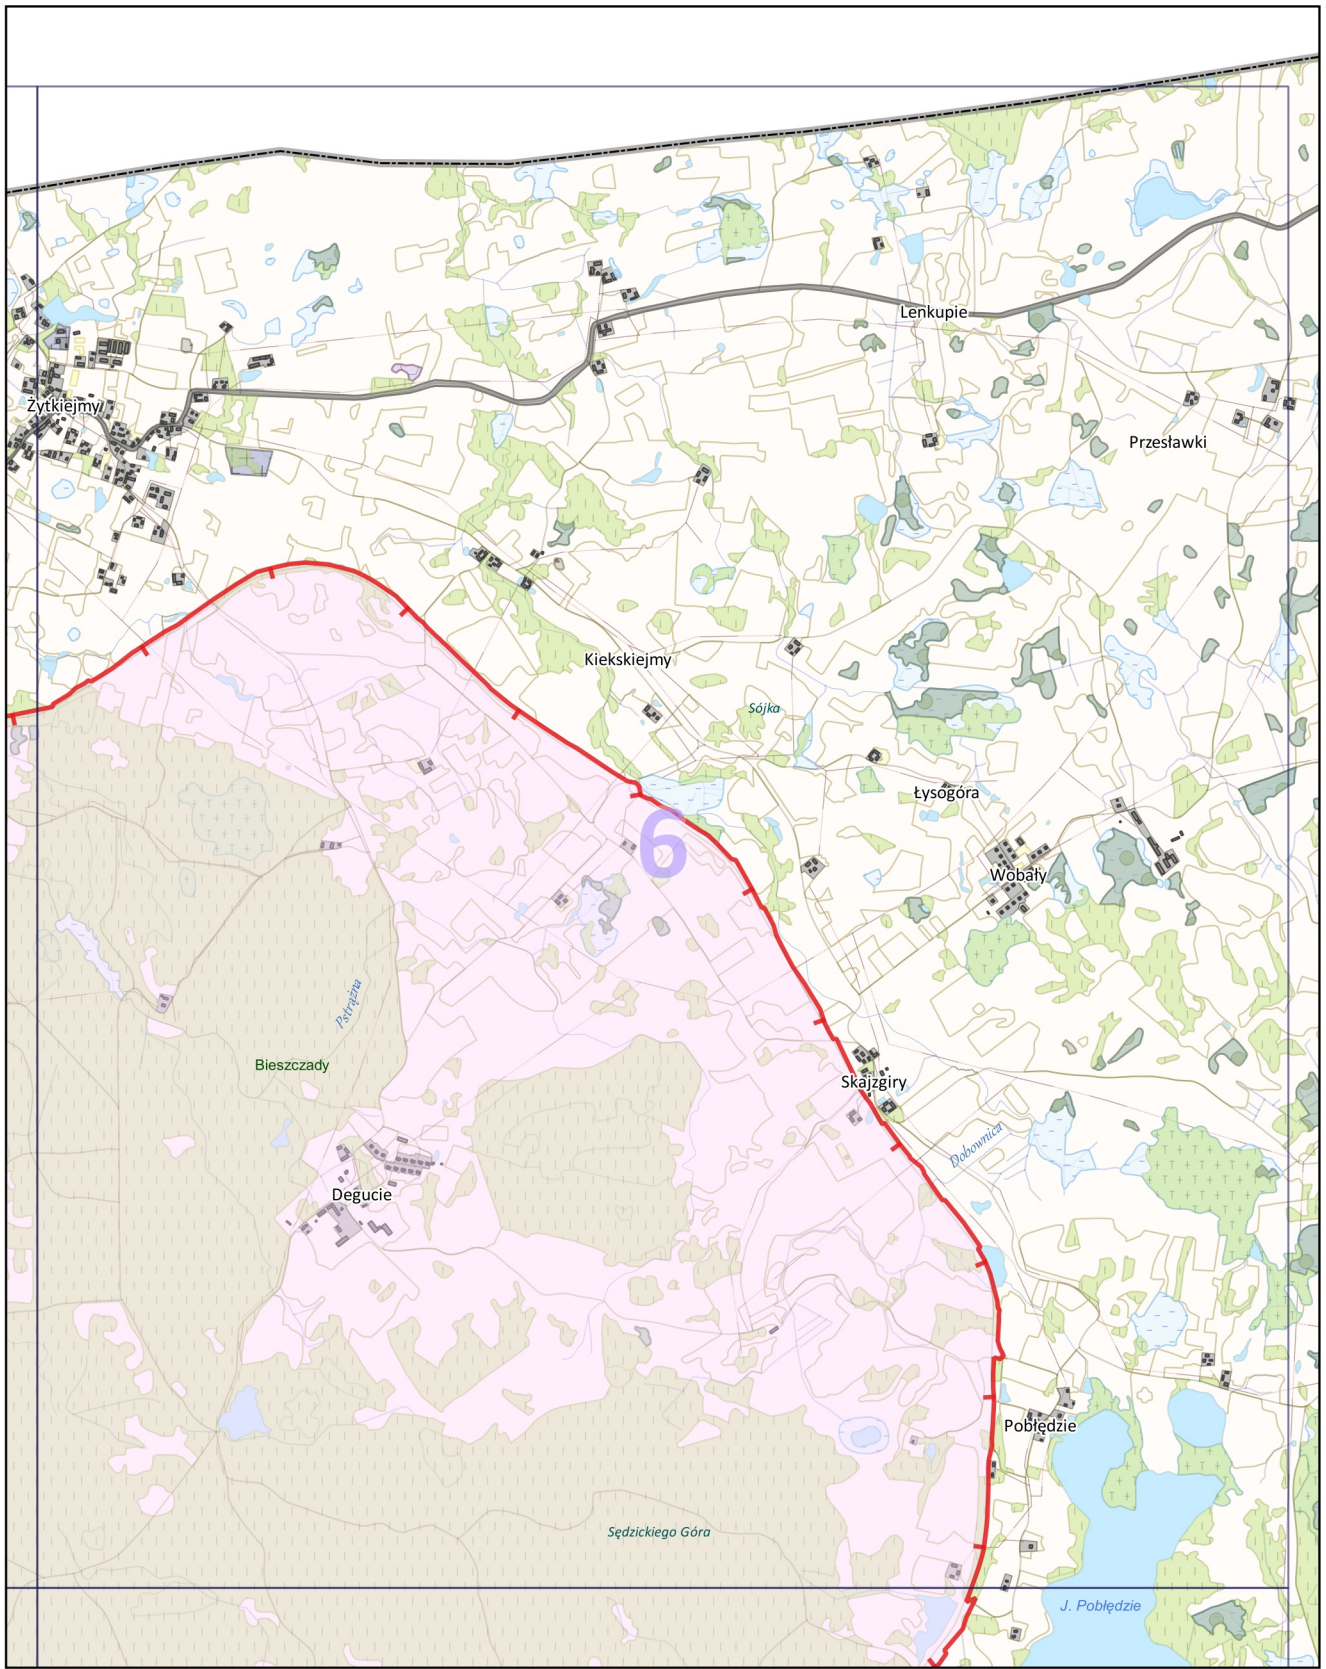 Lenkupie
Żytkiejmy
Przesławki
Kiekskiejmy
Sójka
Łysogóra
6
Wobały
Pstrążna
Bieszczady
Skajzgiry
Dobownica
Degucie
Pobłędzie
Sędzickiego Góra
J. Pobłędzie